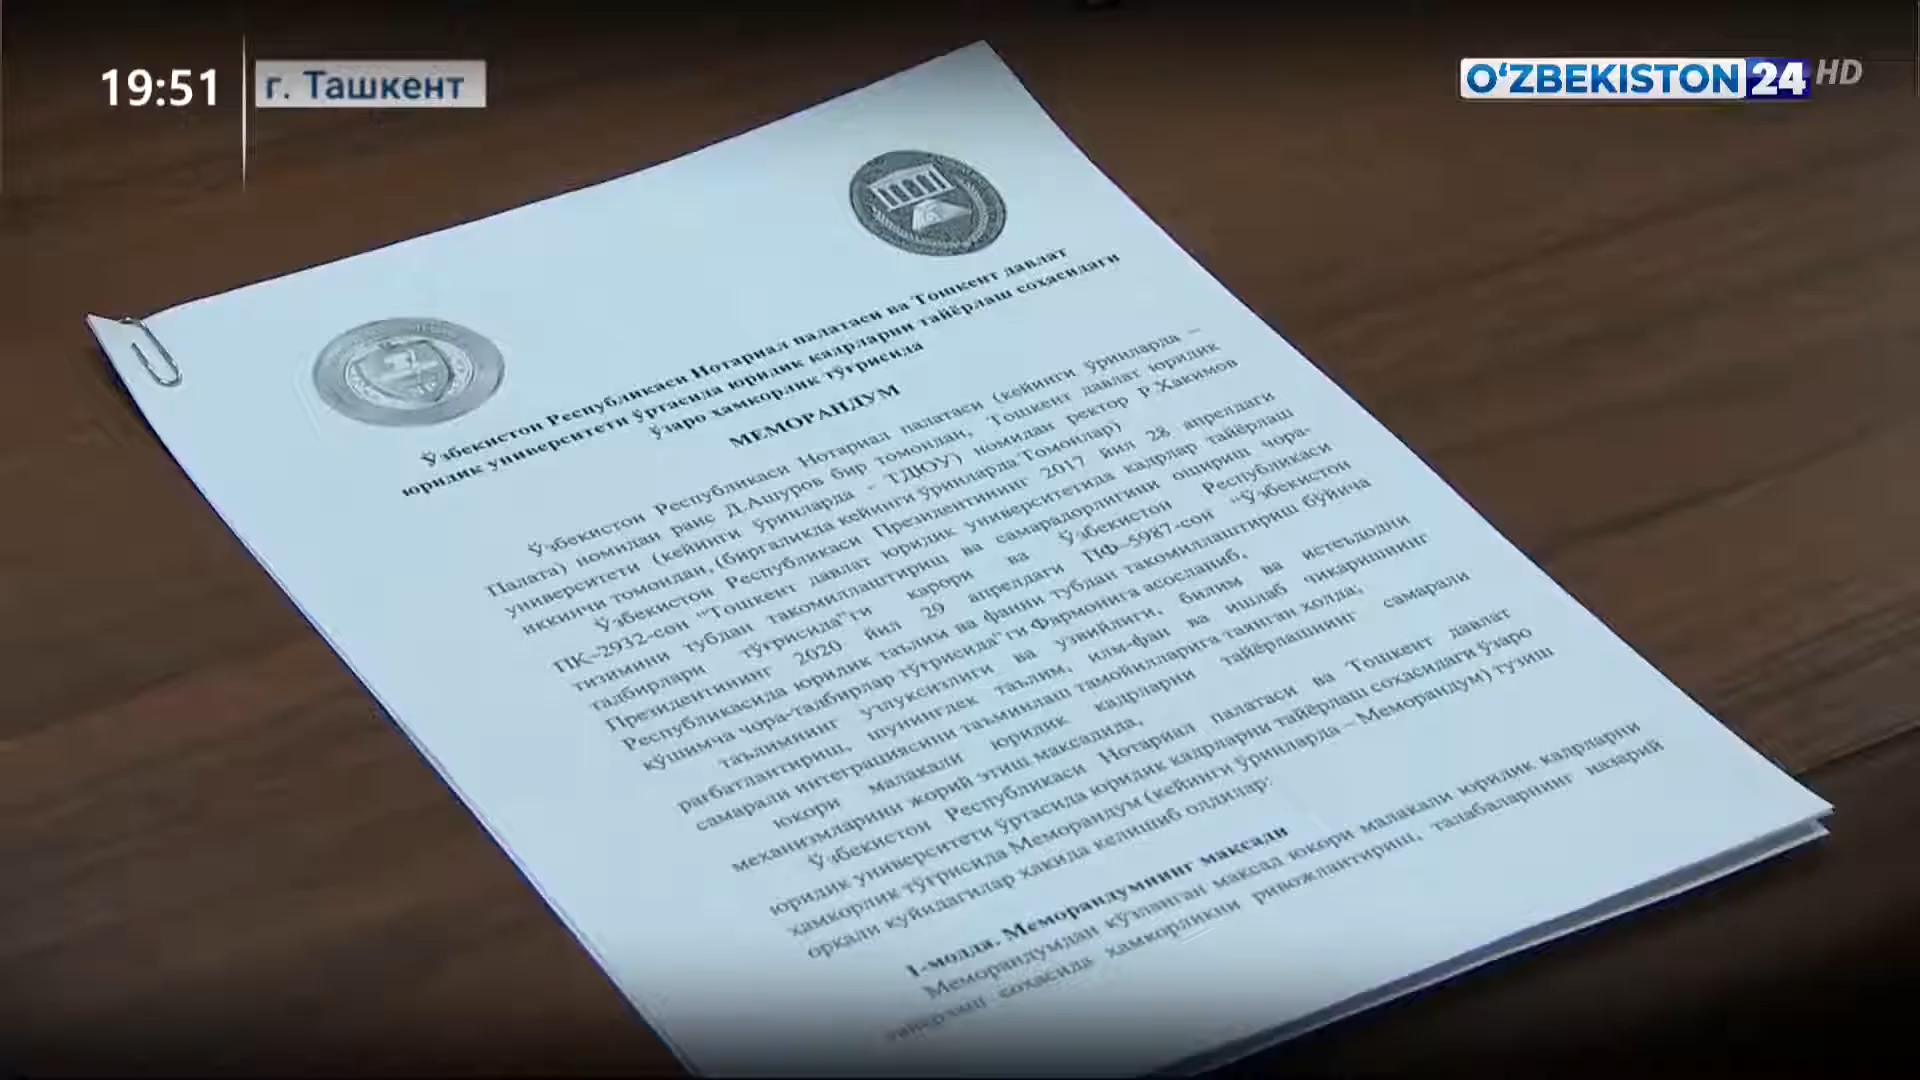 19:51
г. Ташкент
O‘ZBEKISTON 24 HD
Ўзбекистон Республикаси Нотариал палатаси ва Тошкент давлат
юридик университети ўртасида юридик кадрларни тайёрлаш соҳасидаги
ўзаро ҳамкорлик тўғрисида
МЕМОРАНДУМ
Ўзбекистон Республикаси Нотариал палатаси (кейинги ўринларда –
Палата) номидан раис Д.Ашуров бир томондан, Тошкент давлат юридик
университети (кейинги ўринларда - ТДЮУ) номидан ректор Р.Хакимов
иккинчи томондан, (биргаликда кейинги ўринларда Томонлар)
Ўзбекистон Республикаси Президентининг 2017 йил 28 апрелдаги
ПК–2932-сон "Тошкент давлат юридик университетида кадрлар тайёрлаш
тизимини тубдан такомиллаштириш ва самарадорлигини ошириш чора-
тадбирлари тўғрисида"ги қарори ва Ўзбекистон Республикаси
Президентининг 2020 йил 29 апрелдаги ПФ–5987-сон "Ўзбекистон
Республикасида юридик таълим ва фанни тубдан такомиллаштириш бўйича
қўшимча чора-тадбирлар тўғрисида"ги Фармонига асосланиб,
таълимнинг узлуксизлиги ва узвийлиги, билим ва истеъдодни
рағбатлантириш, шунингдек таълим, илм-фан ва ишлаб чиқаришнинг
самарали интеграциясини таъминлаш тамойилларига таянган ҳолда;
юқори малакали юридик кадрларни тайёрлашнинг самарали
механизмларини жорий этиш мақсадида,
Ўзбекистон Республикаси Нотариал палатаси ва Тошкент давлат
юридик университети ўртасида юридик кадрларни тайёрлаш соҳасидаги ўзаро
ҳамкорлик тўғрисида Меморандум (кейинги ўринларда – Меморандум) тузиш
орқали қуйидагилар ҳақида келишиб олдилар:
1-модда. Меморандумнинг мақсади
Меморандумдан кўзланган мақсад юқори малакали юридик кадрларни
тайёрлаш соҳасида ҳамкорликни ривожлантириш, талабаларнинг назарий